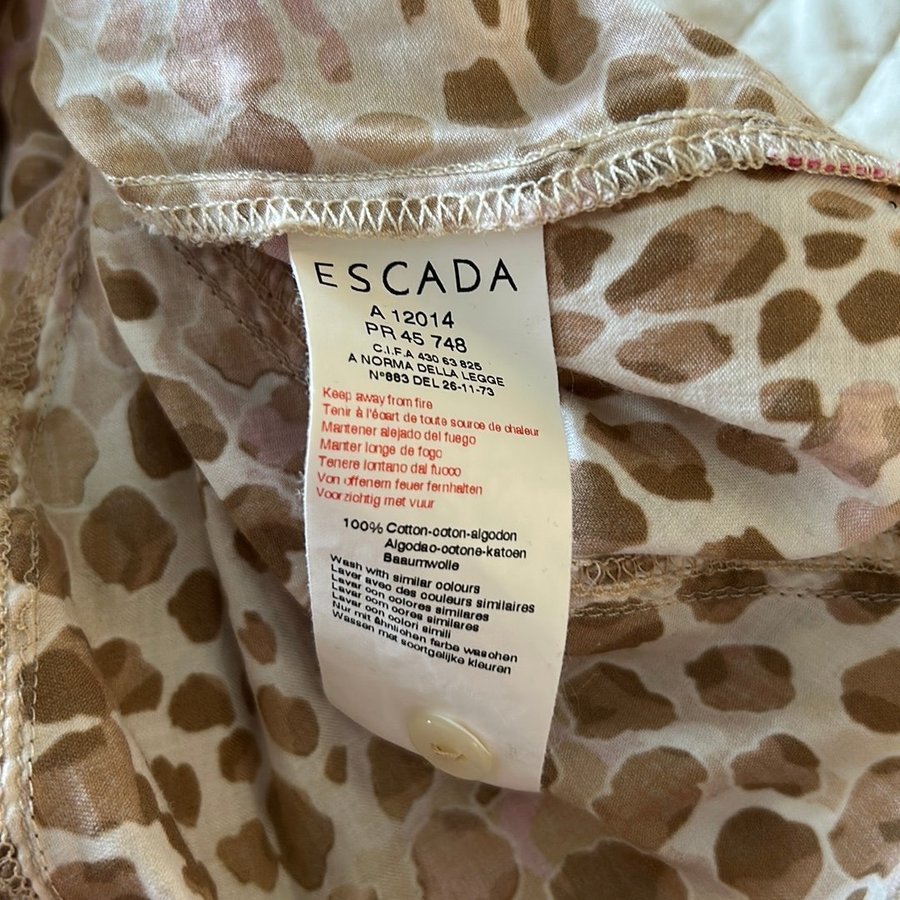 ESCADA
A 12014
PR 45 748
C.I.F.A 430 63 825
A NORMA DELLA LEGGE
N°883 DEL 26-11-73
Keep away from fire
Tenir à l'écart de toute source de chaleur
Mantener alejado del fuego
Manter longe de fogo
Tenere lontano dal fuoco
Von offenem feuer fernhalten
Voorzichtig met vuur
100% Cotton-coton-algodon
Algodao-cotone-katoen
Baaumwolle
Wash with similar colours
Laver avec des couleurs similaires
Lavar con colores similares
Lavar com cores similares
Lavar con colori simili
Nur mit ähnlichen farbe waschen
Wassen met soortgelijke kleuren